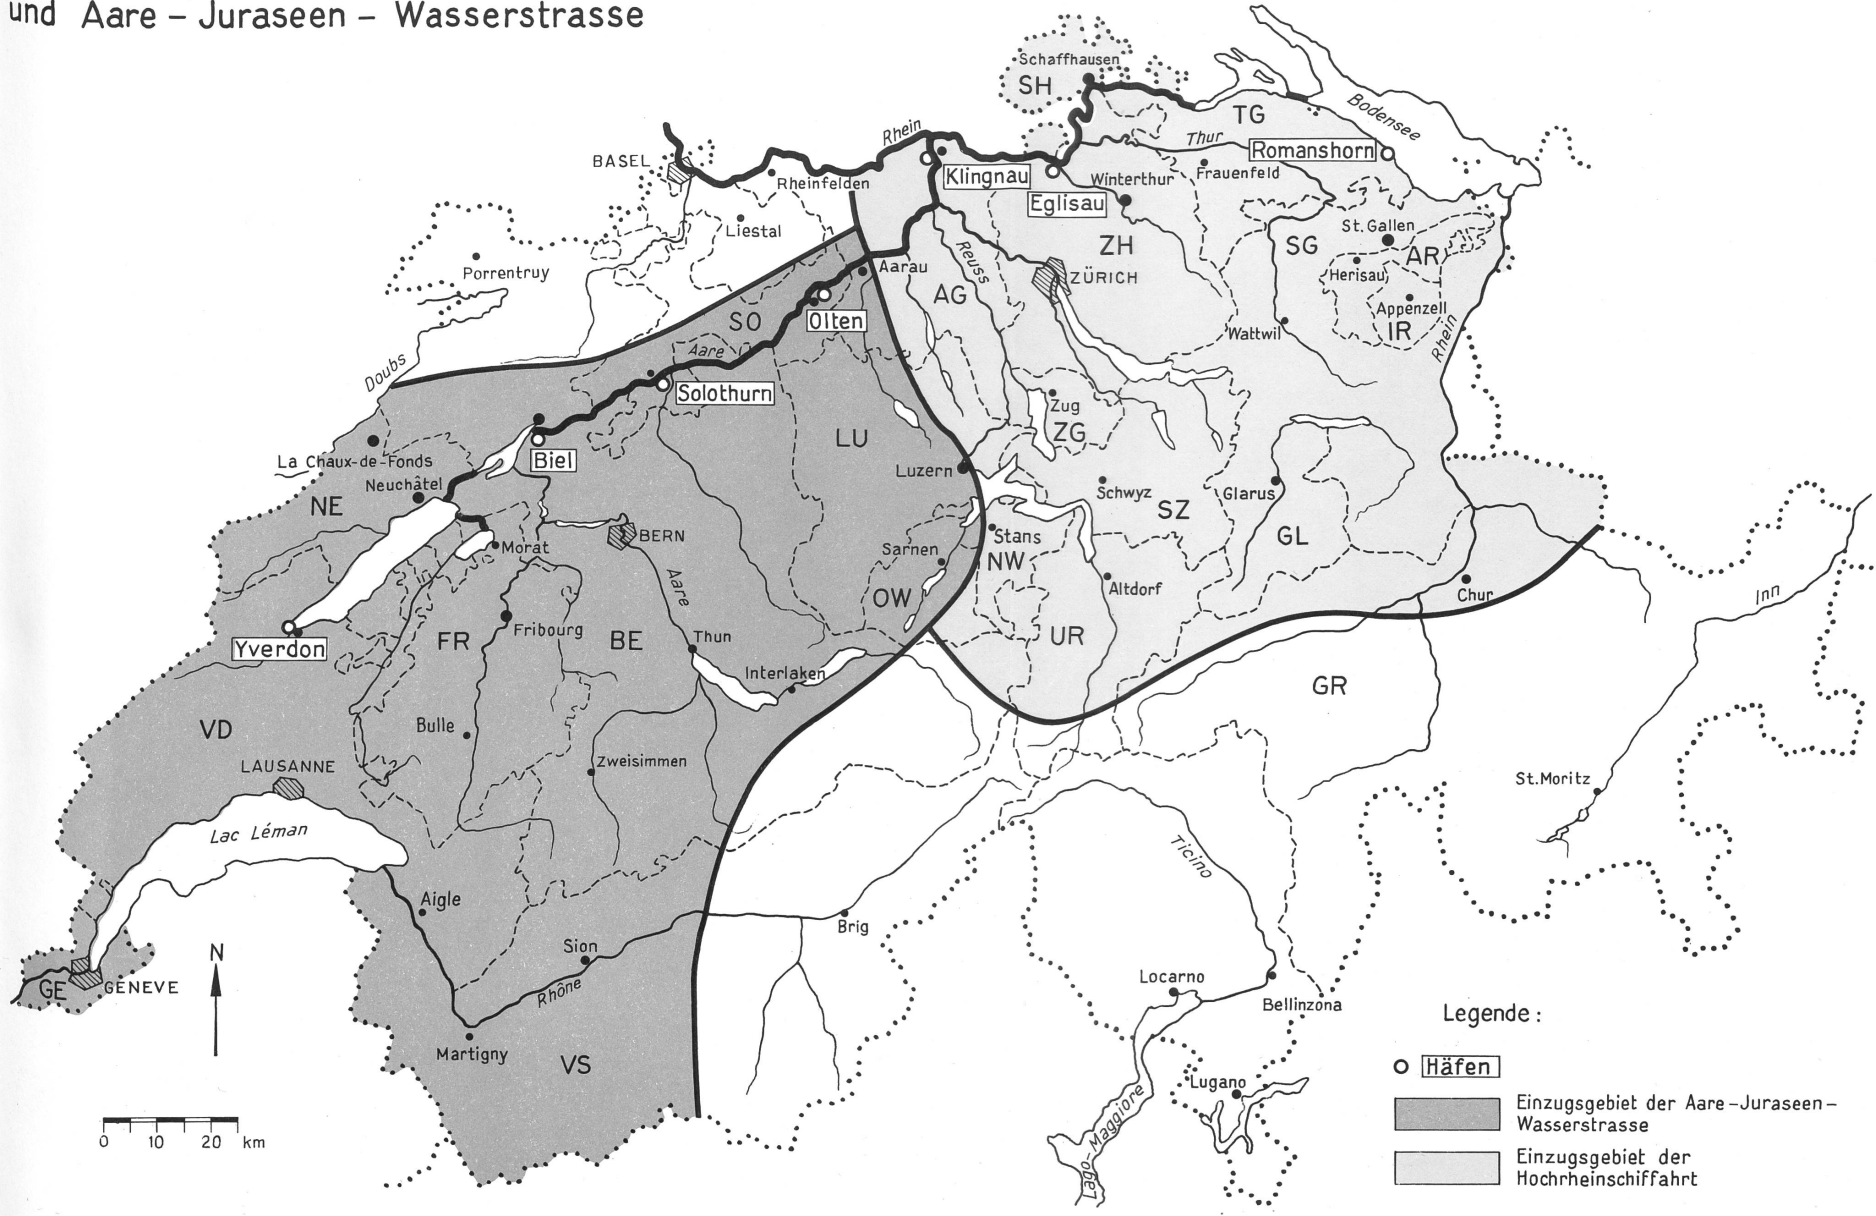 und Aare – Juraseen – Wasserstrasse
Schaffhausen
SH
Bodensee
TG
Thur
Romanshorn
Rhein
BASEL
Rheinfelden
Klingnau
Eglisau
Winterthur
Frauenfeld
Liestal
ZH
SG
St. Gallen
AR
Herisau
Appenzell
IR
Rhein
Porrentruy
Aarau
Reuss
ZÜRICH
AG
Wattwil
SO
Olten
Aare
Doubs
Solothurn
LU
Zug
ZG
Biel
La Chaux-de-Fonds
Neuchâtel
NE
Luzern
Schwyz
SZ
Glarus
GL
Morat
BERN
Stans
NW
Sarnen
OW
Aare
Altdorf
Chur
Inn
Yverdon
FR
Fribourg
BE
Thun
UR
Interlaken
GR
VD
Bulle
LAUSANNE
Zweisimmen
St. Moritz
Lac Léman
Ticino
Aigle
Brig
Sion
N
Rhône
GE
GENEVE
Locarno
Bellinzona
Martigny
VS
Lugano
Lago-Maggiore
0 10 20 km
Legende :
Häfen
Einzugsgebiet der Aare – Juraseen –
Wasserstrasse
Einzugsgebiet der
Hochrheinschiffahrt